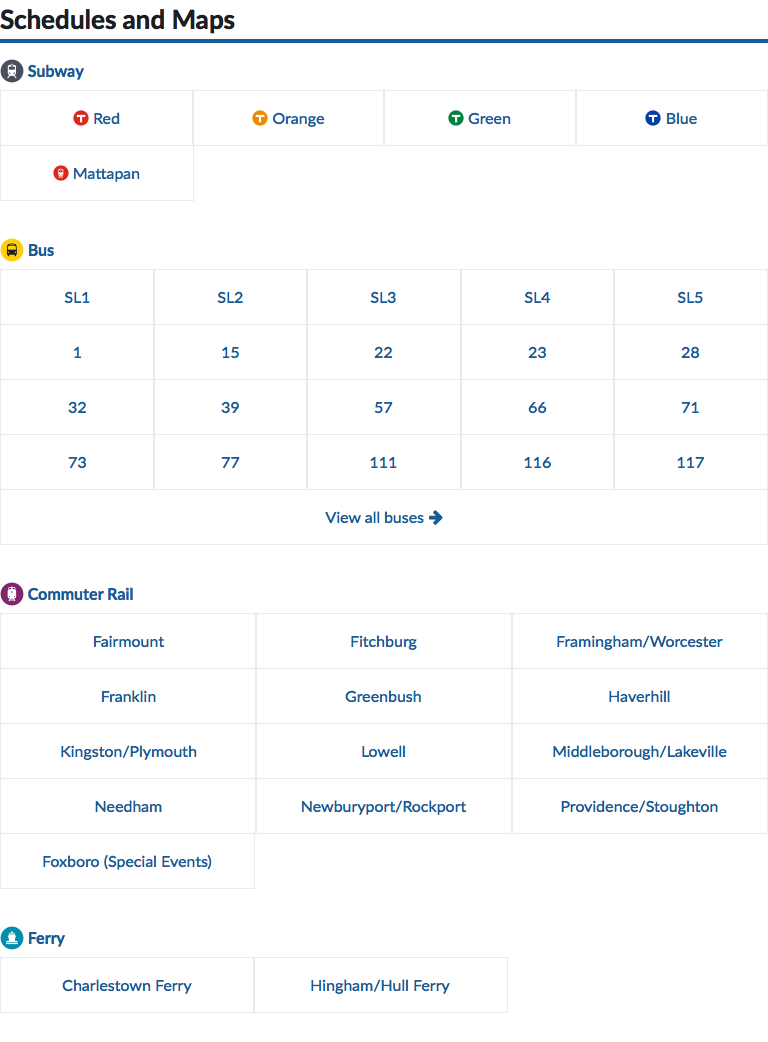 Schedules and Maps
Subway
Red Orange Green Blue
Mattapan
Bus
SL1 SL2 SL3 SL4 SL5
1 15 22 23 28
32 39 57 66 71
73 77 111 116 117
View all buses
Commuter Rail
Fairmount Fitchburg Framingham/Worcester
Franklin Greenbush Haverhill
Kingston/Plymouth Lowell Middleborough/Lakeville
Needham Newburyport/Rockport Providence/Stoughton
Foxboro (Special Events)
Ferry
Charlestown Ferry Hingham/Hull Ferry